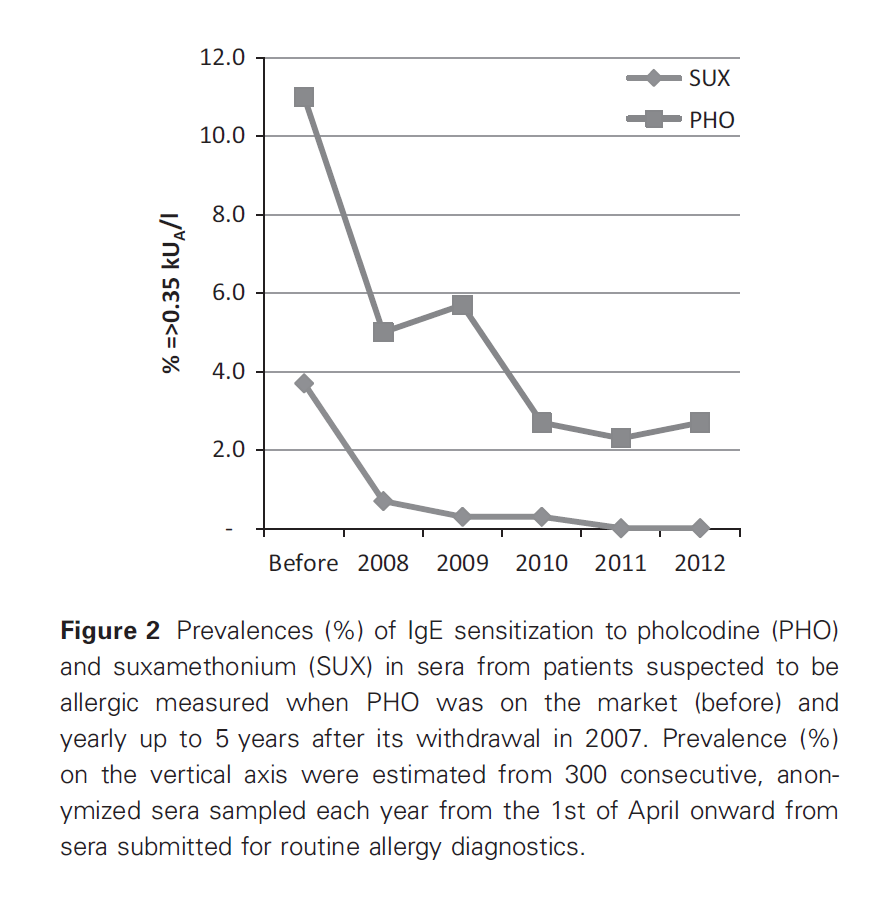 12.0
SUX
PHO
10.0
8.0
6.0
4.0
2.0
-
% =>0.35 kUA/l
Before 2008 2009 2010 2011 2012
Figure 2 Prevalences (%) of IgE sensitization to pholcodine (PHO)
and suxamethonium (SUX) in sera from patients suspected to be
allergic measured when PHO was on the market (before) and
yearly up to 5 years after its withdrawal in 2007. Prevalence (%)
on the vertical axis were estimated from 300 consecutive, anon-
ymized sera sampled each year from the 1st of April onward from
sera submitted for routine allergy diagnostics.